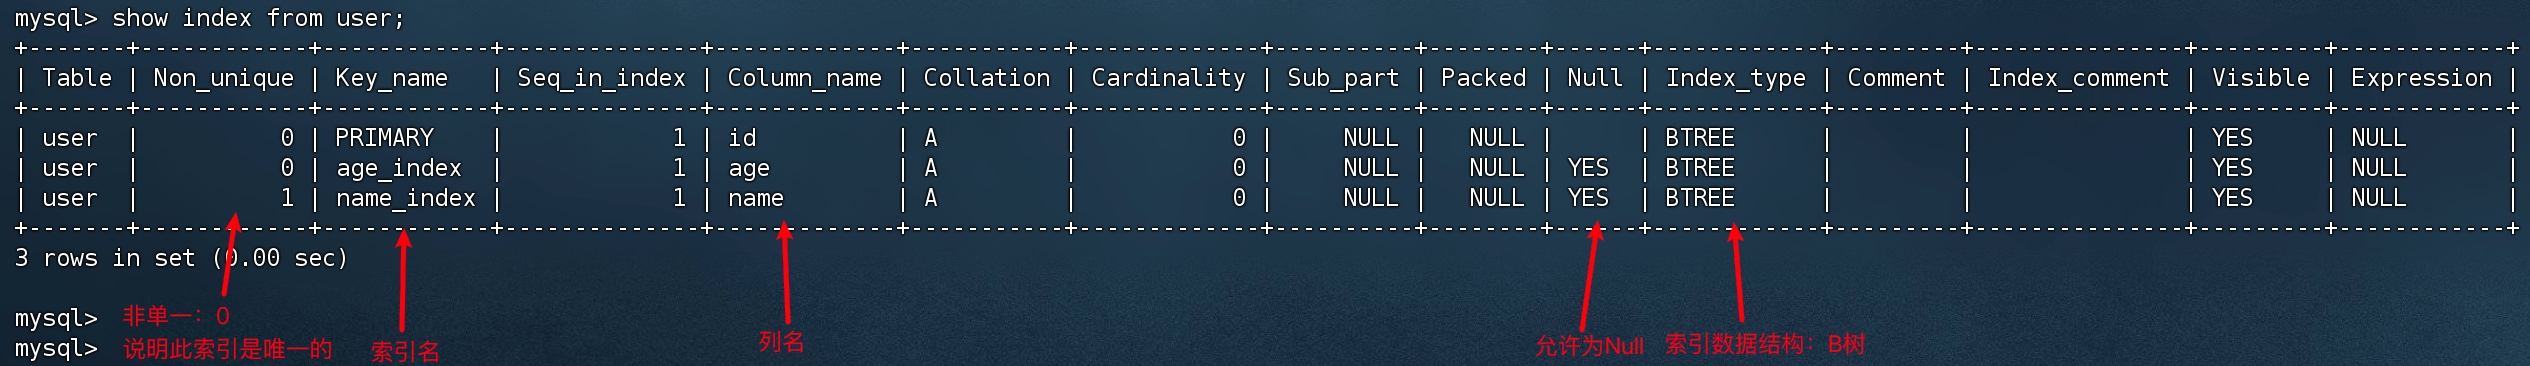 mysql> show index from user;
+-------+------------+-------------+--------------+-------------+-----------+-------------+----------+--------+------+------------+---------+---------------+---------+------------+
| Table | Non_unique | Key_name    | Seq_in_index | Column_name | Collation | Cardinality | Sub_part | Packed | Null | Index_type | Comment | Index_comment | Visible | Expression |
+-------+------------+-------------+--------------+-------------+-----------+-------------+----------+--------+------+------------+---------+---------------+---------+------------+
| user  |          0 | PRIMARY    |            1 | id          | A         |           0 |     NULL |   NULL |      | BTREE      |         |               | YES     | NULL       |
| user  |          0 | age_index  |            1 | age         | A         |           0 |     NULL |   NULL | YES  | BTREE      |         |               | YES     | NULL       |
| user  |          1 | name_index |            1 | name        | A         |           0 |     NULL |   NULL | YES  | BTREE      |         |               | YES     | NULL       |
+-------+------------+-------------+--------------+-------------+-----------+-------------+----------+--------+------+------------+---------+---------------+---------+------------+
3 rows in set (0.00 sec)
mysql> 非单一：0
mysql> 说明此索引是唯一的
索引名
列名
允许为Null
索引数据结构：B树